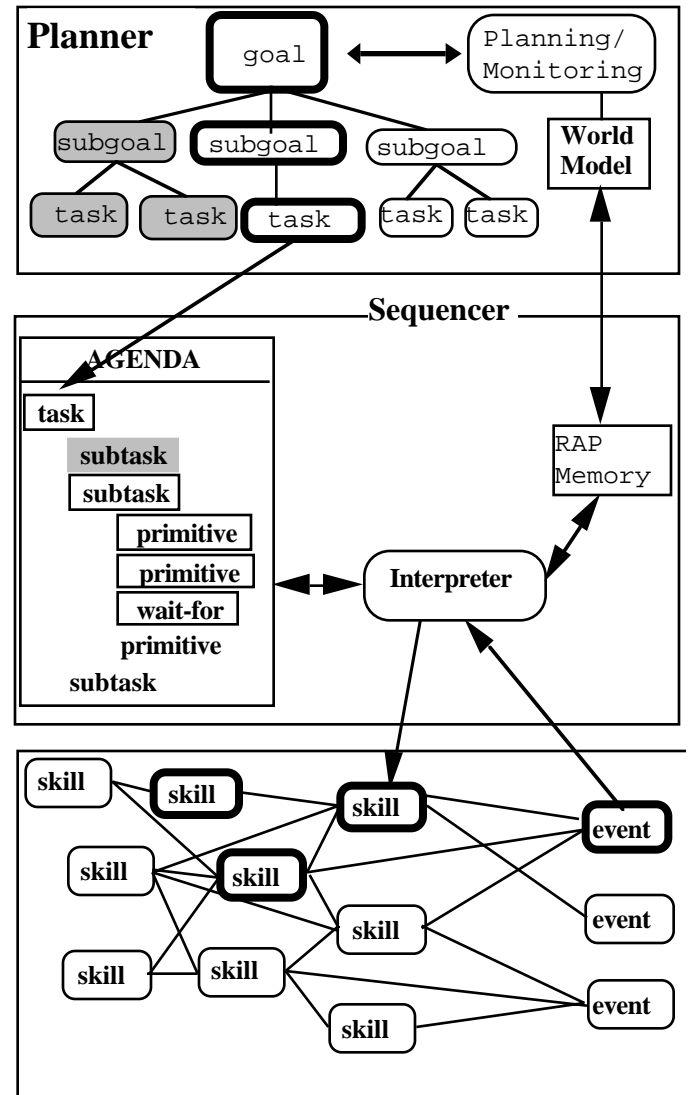 Planner
goal
Planning/
Monitoring
subgoal
subgoal
subgoal
World
Model
task
task
task
task
task
Sequencer
AGENDA
task
subtask
subtask
primitive
primitive
wait-for
primitive
subtask
RAP
Memory
Interpreter
skill
skill
skill
event
skill
skill
skill
event
skill
skill
skill
event